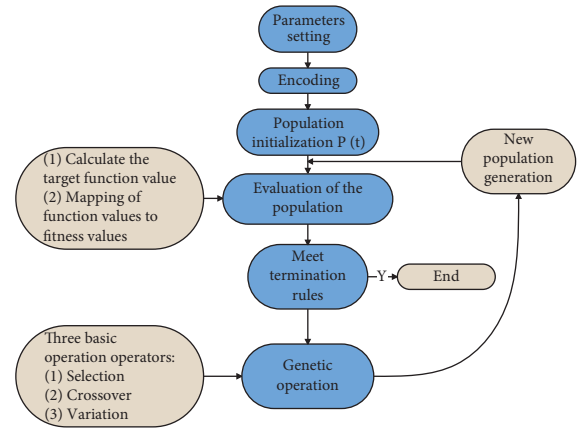 Parameters
setting
Encoding
Population
initialization P (t)
New
population
generation
(1) Calculate the
target function value
(2) Mapping of
function values to
fitness values
Evaluation of the
population
Meet
termination
rules
Y
End
Three basic
operation operators:
(1) Selection
(2) Crossover
(3) Variation
Genetic
operation